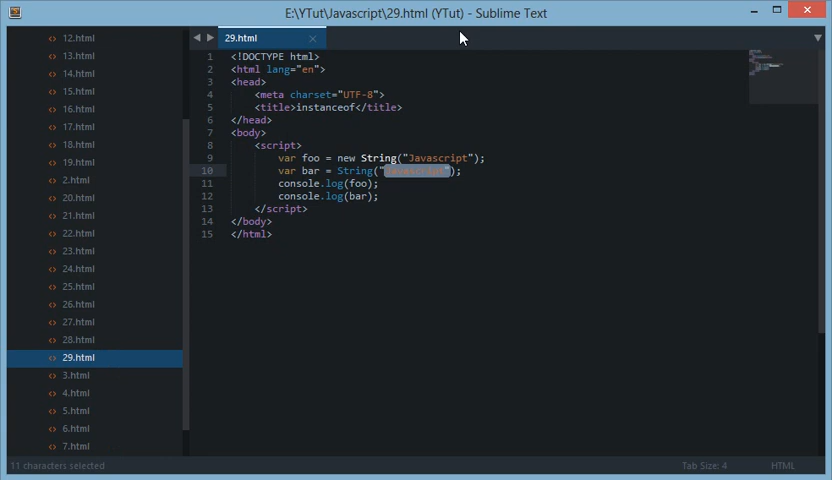 E:\YTut\Javascript\29.html (YTut) - Sublime Text
29.html
12.html
13.html
14.html
15.html
16.html
17.html
18.html
19.html
2.html
20.html
21.html
22.html
23.html
24.html
25.html
26.html
27.html
28.html
29.html
3.html
4.html
5.html
6.html
7.html
1 <!DOCTYPE html>
2 <html lang="en">
3 <head>
4 <meta charset="UTF-8">
5 <title>instanceof</title>
6 </head>
7 <body>
8 <script>
9 var foo = new String("Javascript");
10 var bar = String("Javascript");
11 console.log(foo);
12 console.log(bar);
13 </script>
14 </body>
15 </html>
11 characters selected
Tab Size: 4
HTML